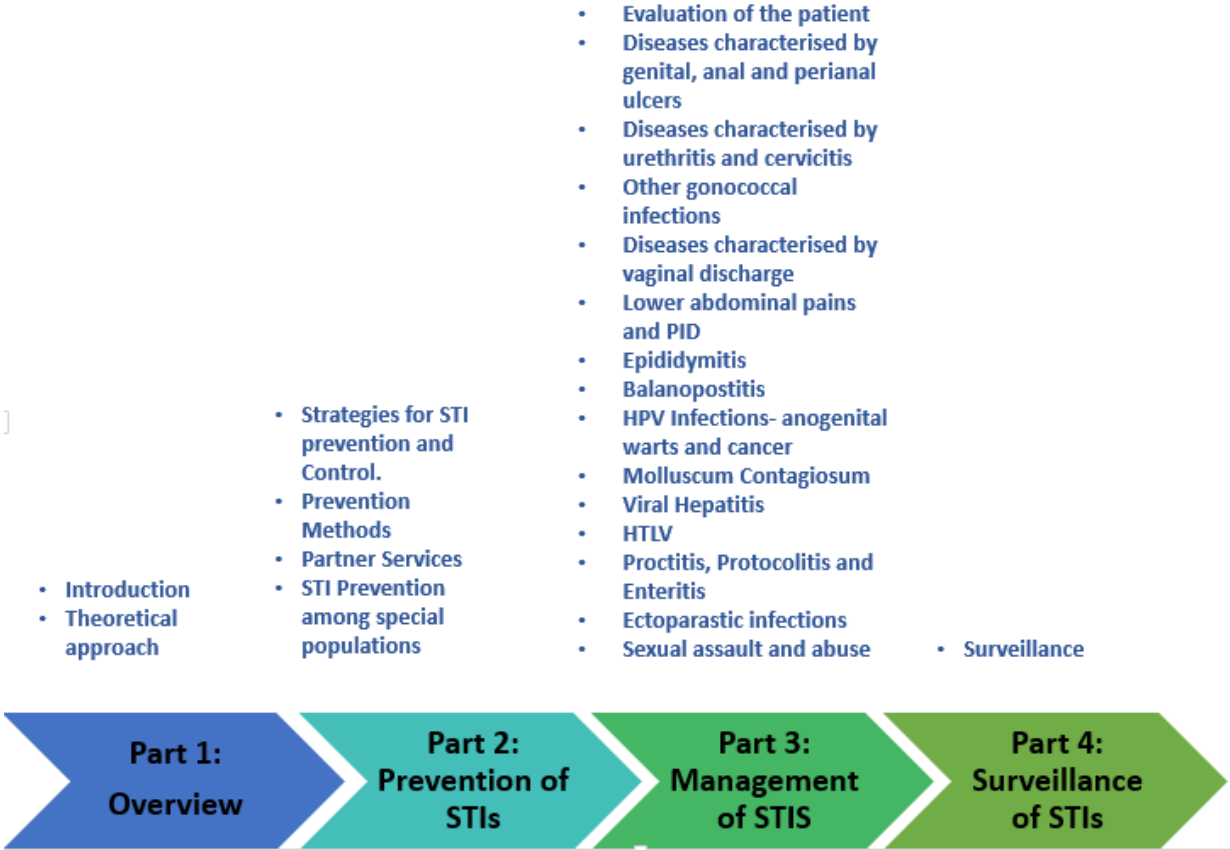 • Introduction
• Theoretical
approach
• Strategies for STI
prevention and
Control.
• Prevention
Methods
• Partner Services
• STI Prevention
among special
populations
• Evaluation of the patient
• Diseases characterised by
genital, anal and perianal
ulcers
• Diseases characterised by
urethritis and cervicitis
• Other gonococcal
infections
• Diseases characterised by
vaginal discharge
• Lower abdominal pains
and PID
• Epididymitis
• Balanopostitis
• HPV Infections- anogenital
warts and cancer
• Molluscum Contagiosum
• Viral Hepatitis
• HTLV
• Proctitis, Protocolitis and
Enteritis
• Ectoparastic infections
• Sexual assault and abuse
• Surveillance
Part 1:
Overview
Part 2:
Prevention of
STIs
Part 3:
Management
of STIS
Part 4:
Surveillance
of STIs